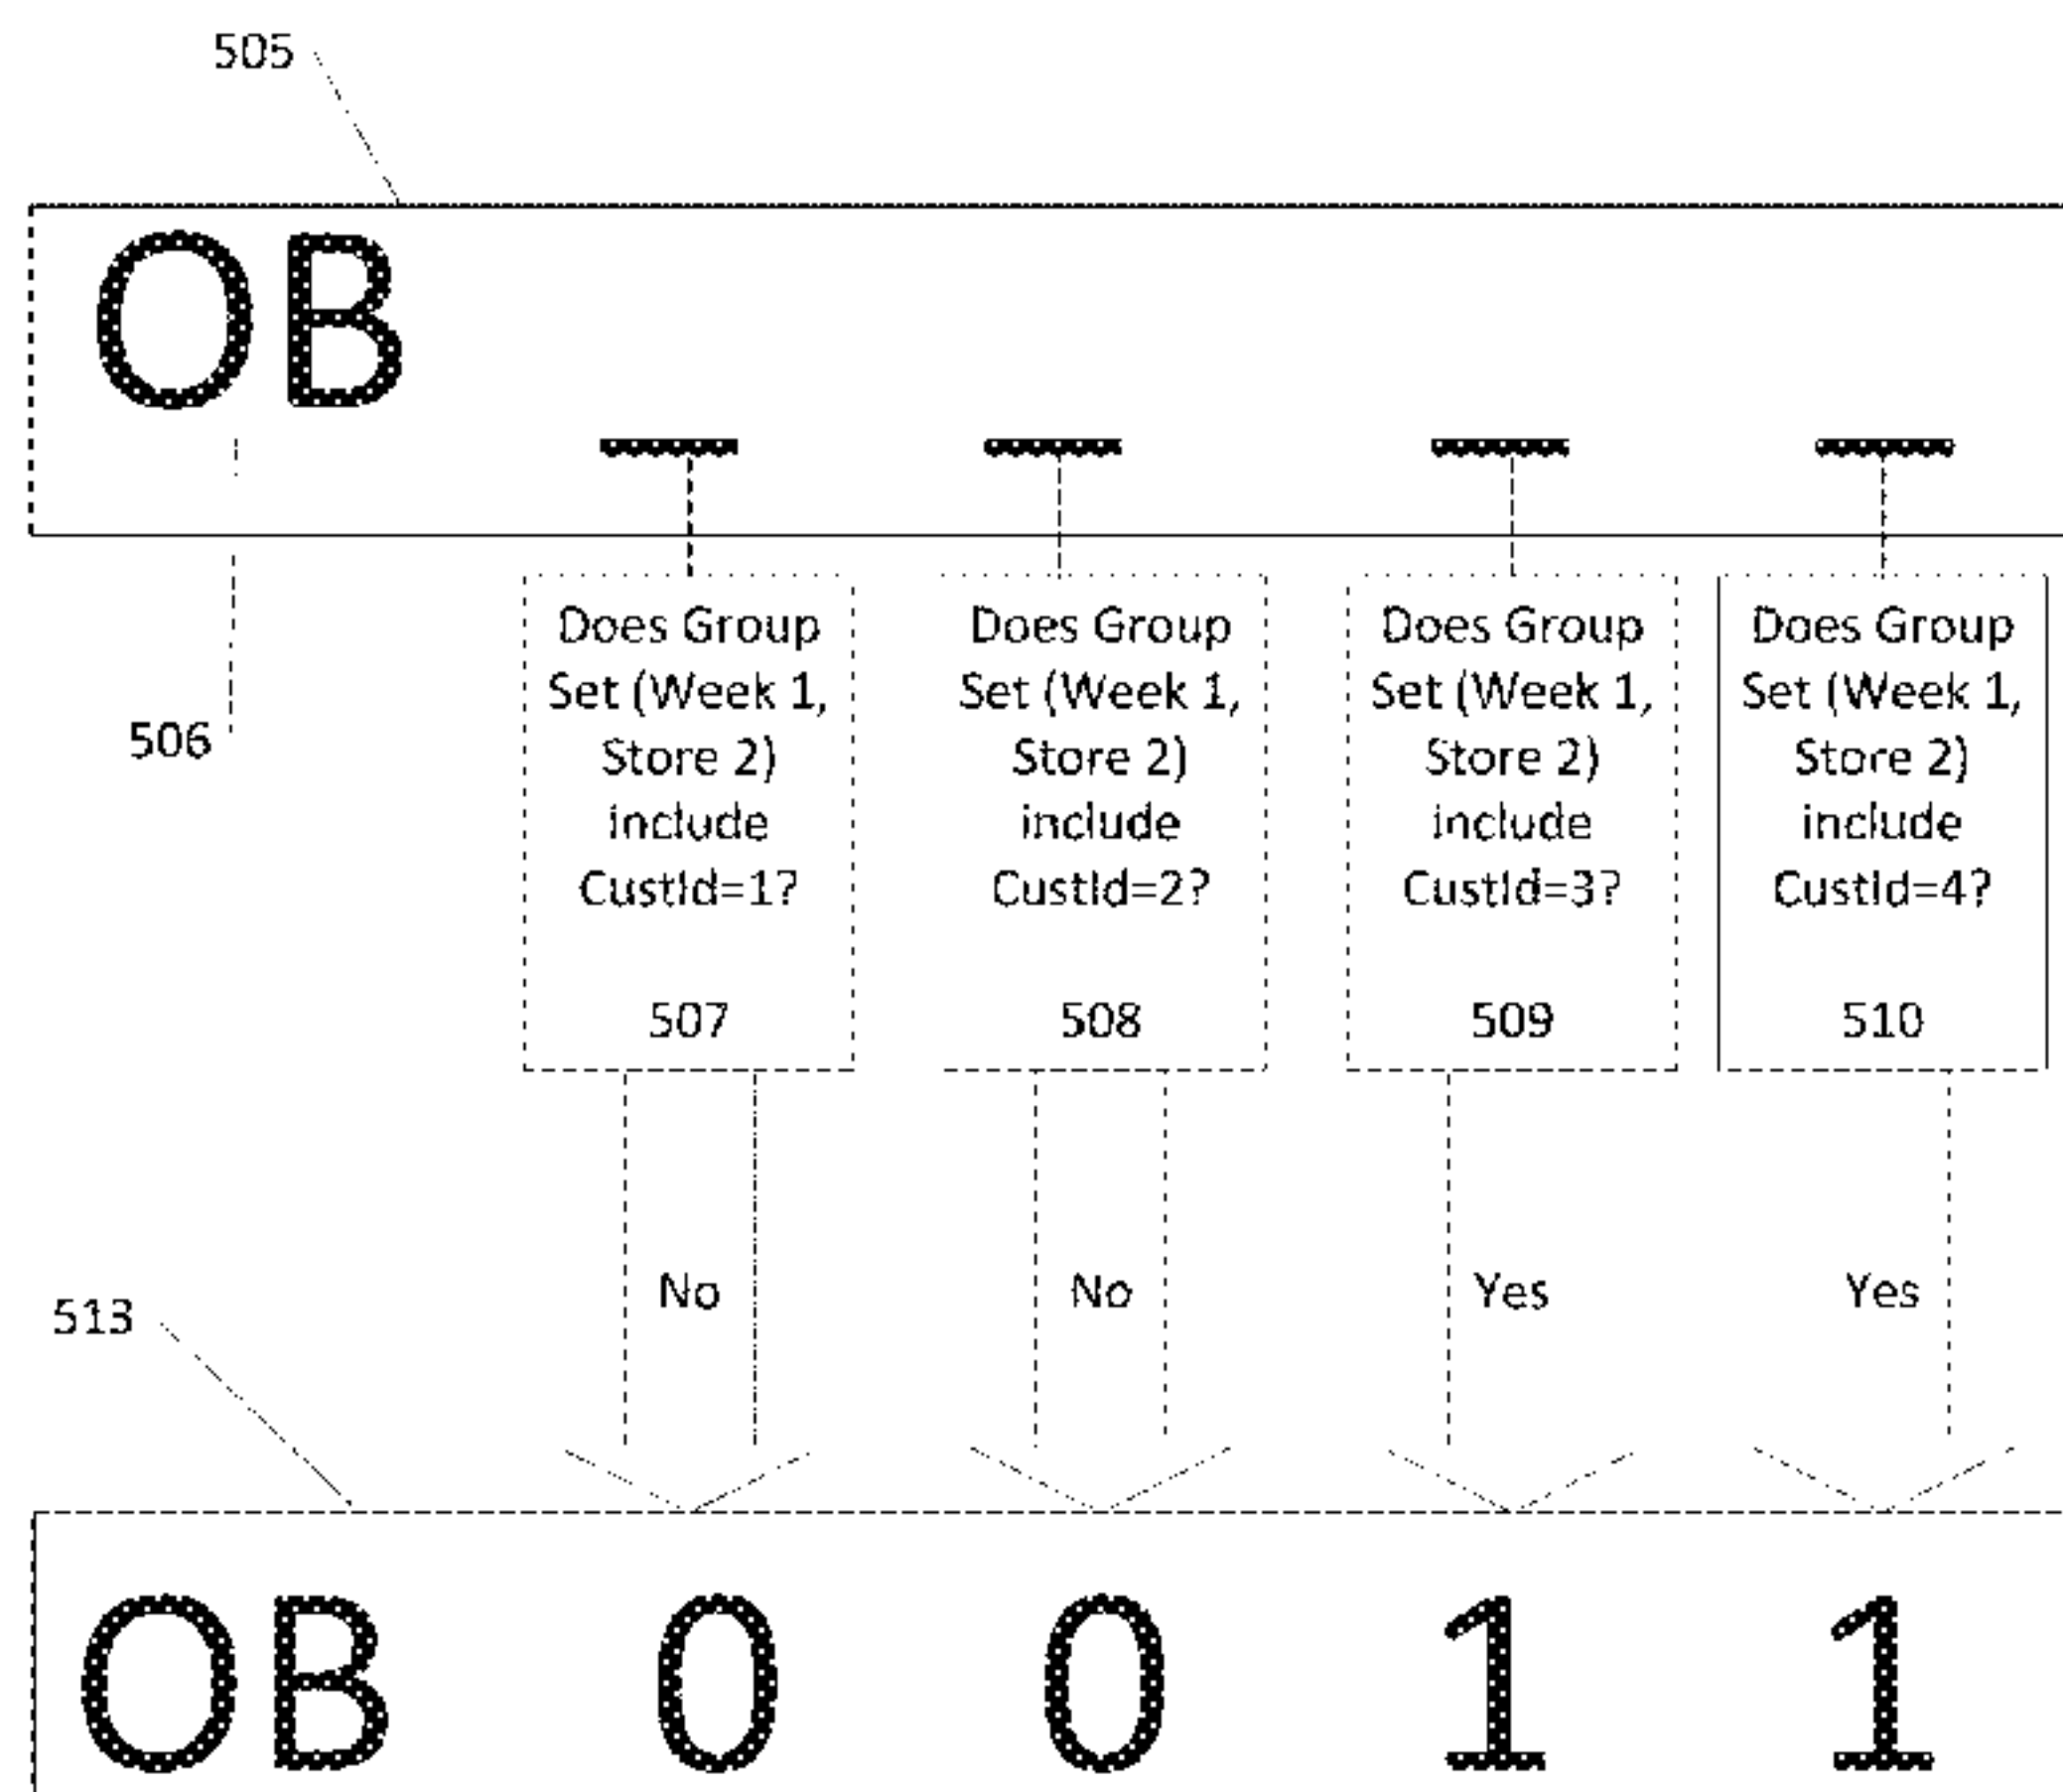 505
OB
_ _ _ _
506
Does Group
Set (Week 1,
Store 2)
include
CustId=1?
507
Does Group
Set (Week 1,
Store 2)
include
CustId=2?
508
Does Group
Set (Week 1,
Store 2)
include
CustId=3?
509
Does Group
Set (Week 1,
Store 2)
include
CustId=4?
510
No
No
Yes
Yes
513
OB 0 0 1 1